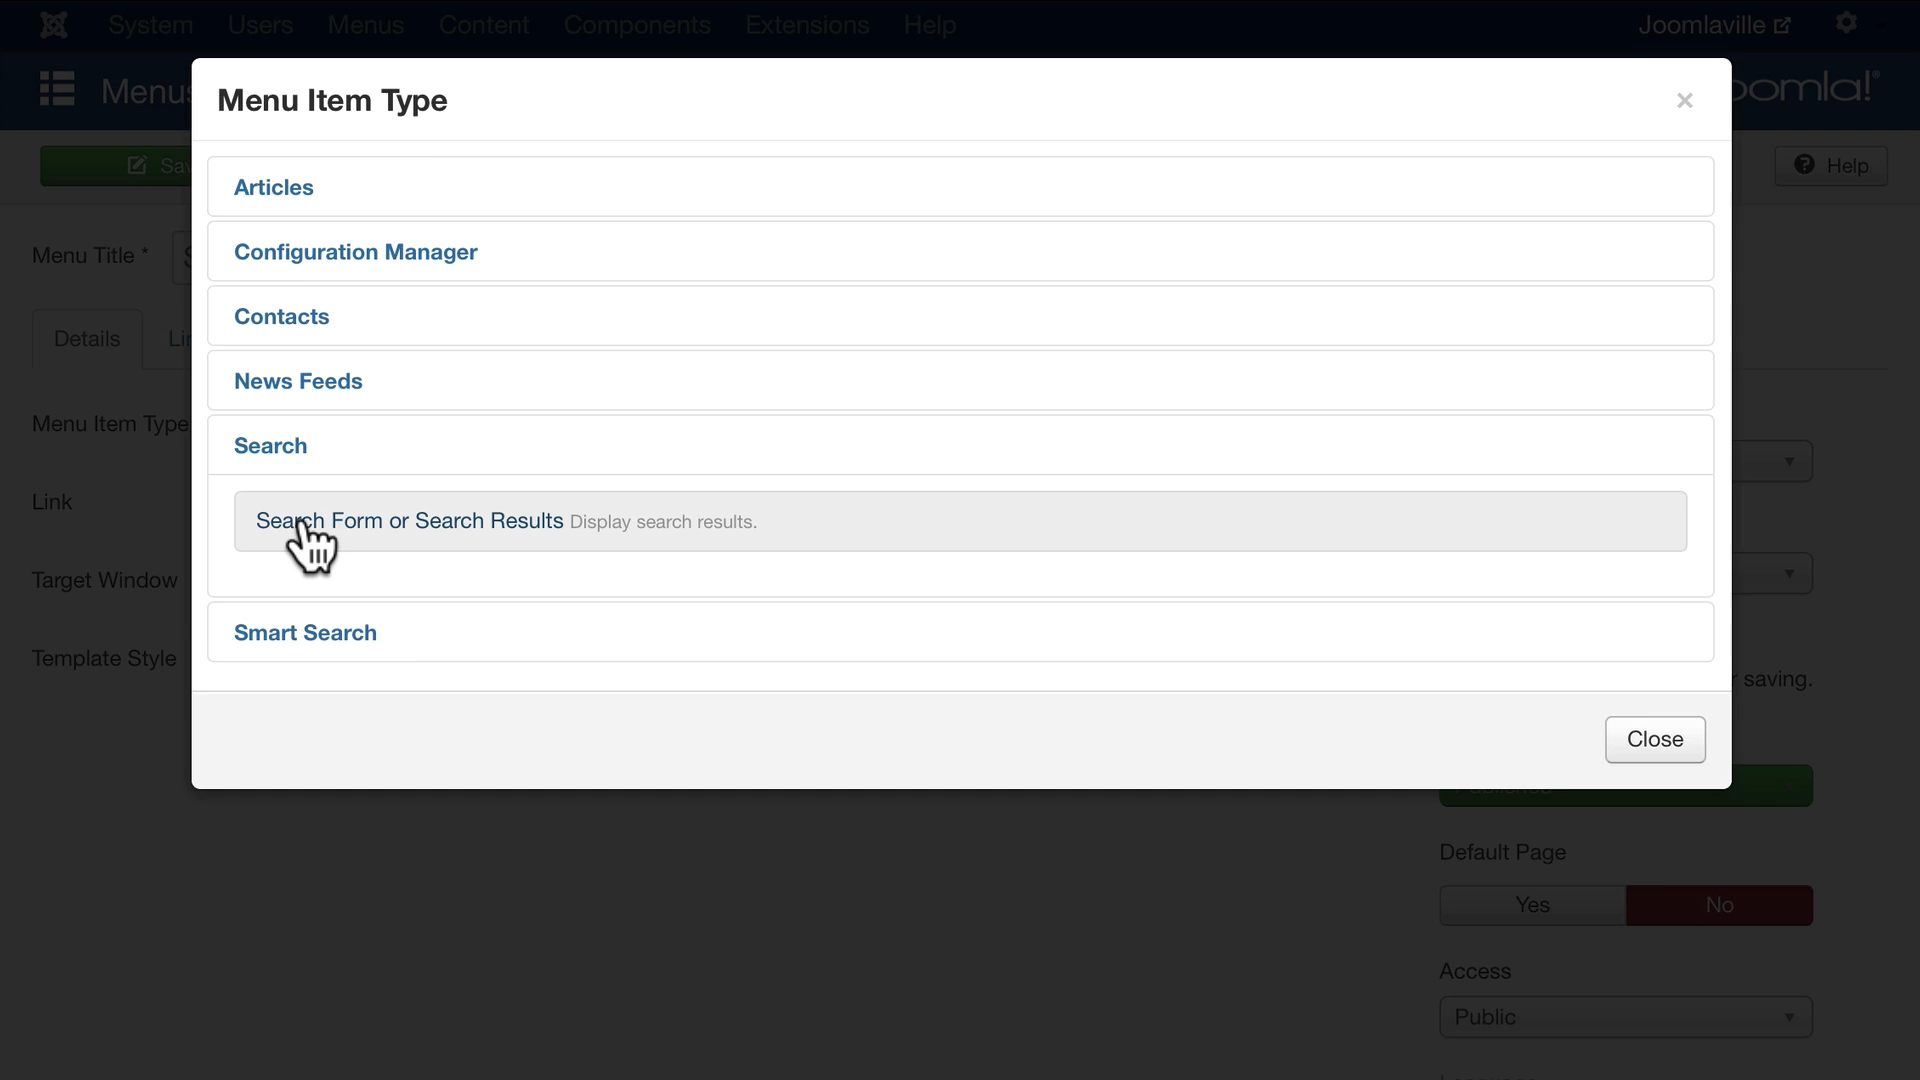 System Users Menus Content Components Extensions Help Joomlaville
Menus
Menu Item Type ×
Help
Articles
Menu Title *
Configuration Manager
Contacts
Details
News Feeds
Menu Item Type
Search
Link
Search Form or Search Results Display search results.
Target Window
Smart Search
Template Style
saving.
Close
Default Page
Yes No
Access
Public